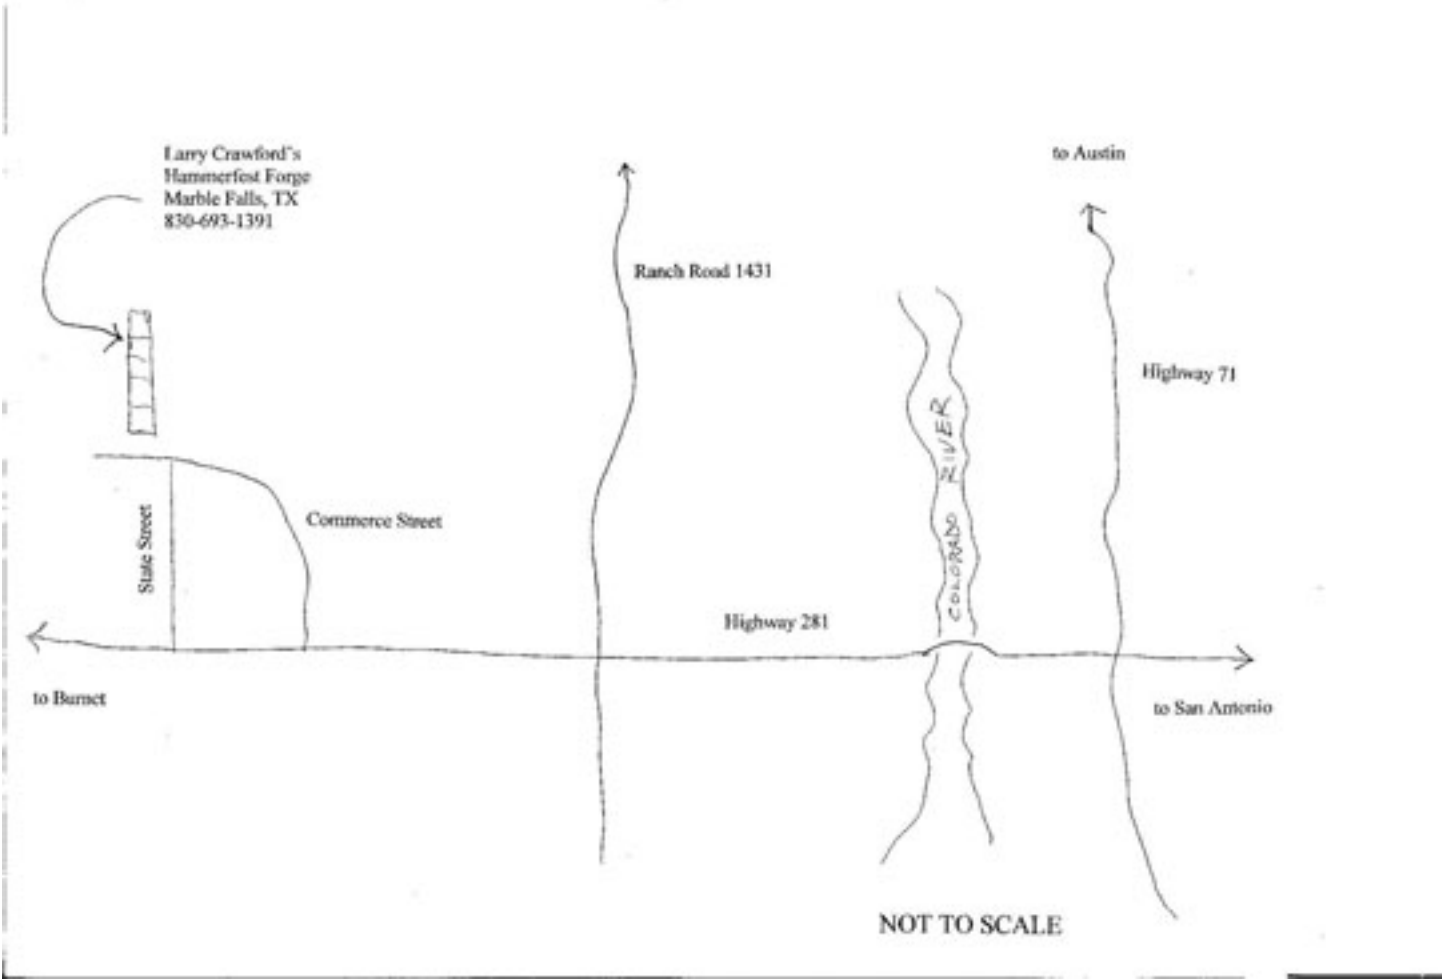 Larry Crawford's
Hammerfest Forge
Marble Falls, TX
830-693-1391
to Austin
Ranch Road 1431
Highway 71
COLORADO RIVER
State Street
Commerce Street
Highway 281
to Burnet
to San Antonio
NOT TO SCALE